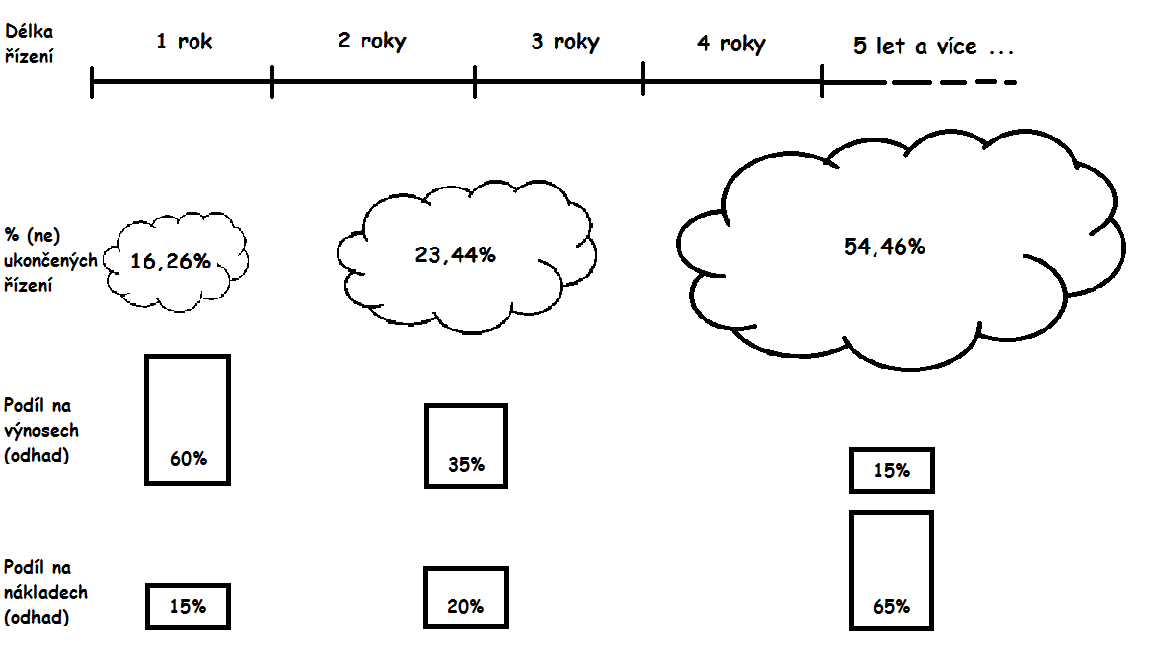 Délka
řízení
1 rok
2 roky
3 roky
4 roky
5 let a více ...
% (ne)
ukončených
řízení
16,26%
23,44%
54,46%
Podíl na
výnosech
(odhad)
60%
35%
15%
Podíl na
nákladech
(odhad)
15%
20%
65%